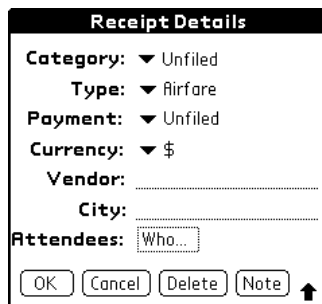 Receipt Details
Category: Unfiled
Type: Airfare
Payment: Unfiled
Currency: $
Vendor:
City:
Attendees: Who...
OK Cancel Delete Note